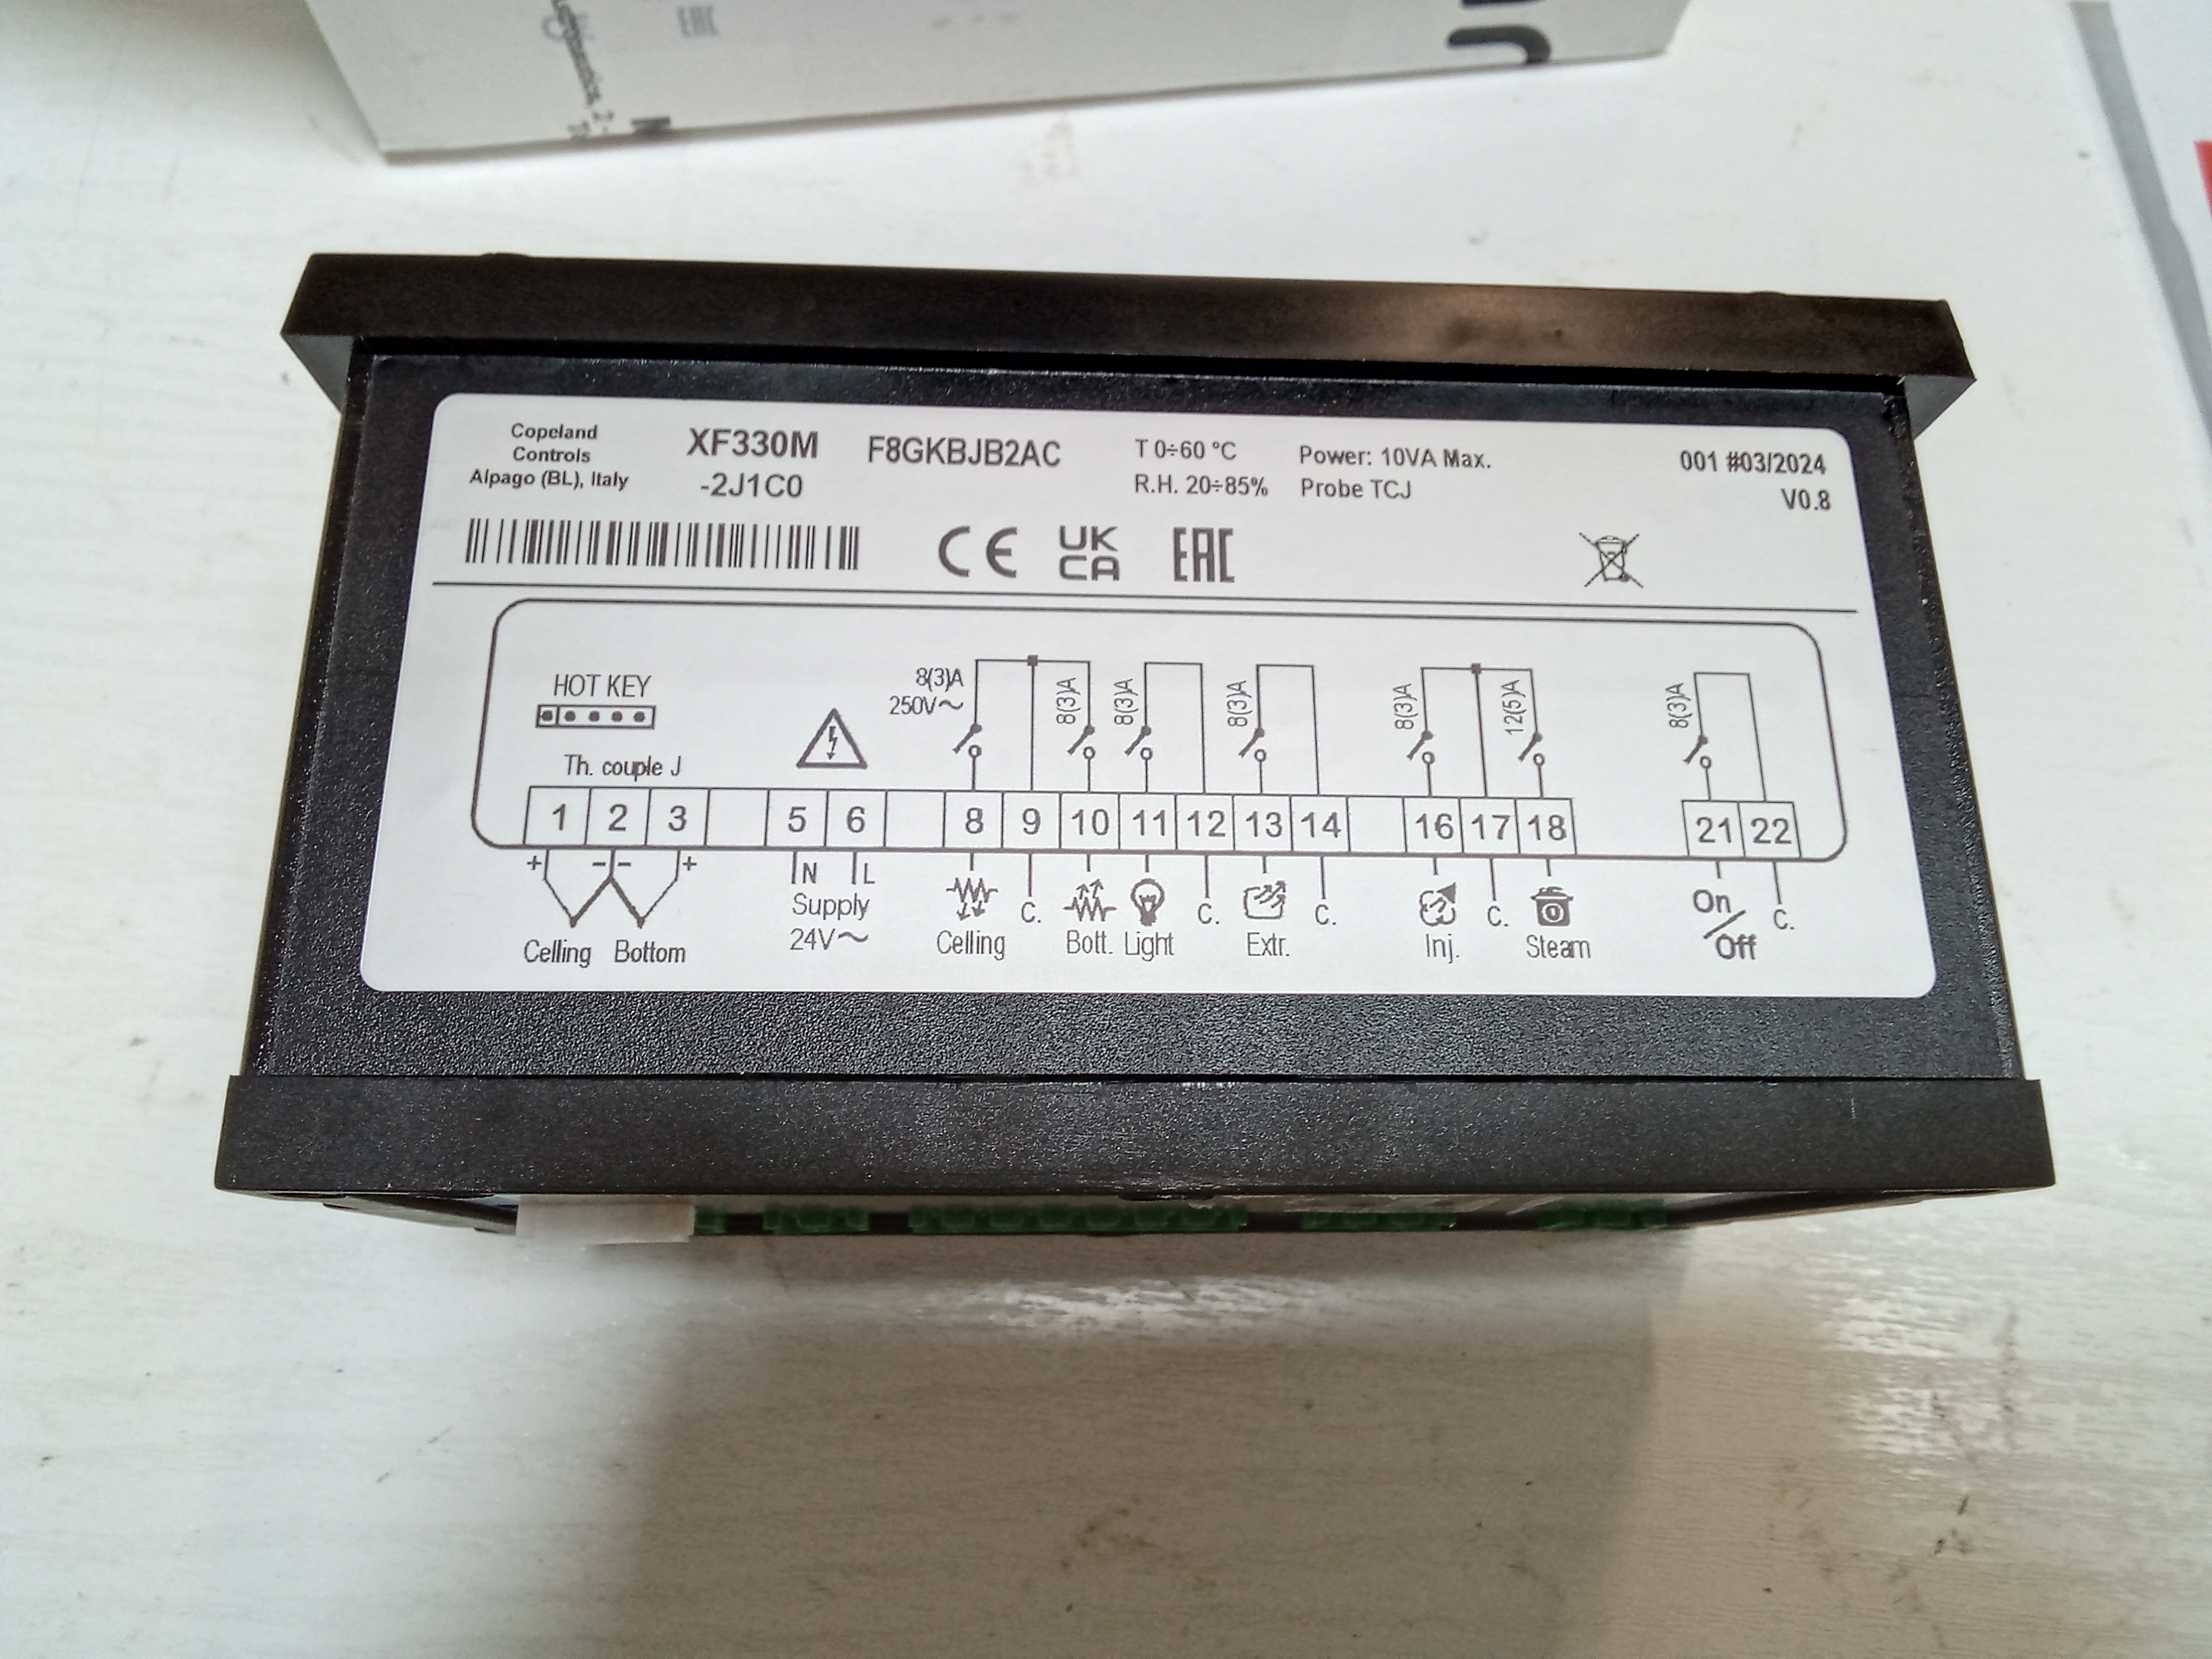 EAC
Copeland
Controls
Alpago (BL), Italy
XF330M
-2J1C0
F8GKBJB2AC
T 0÷60 °C
R.H. 20÷85%
Power: 10VA Max.
Probe TCJ
001 #03/2024
V0.8
CE UK CA EAC
HOT KEY
Th. couple J
8(3)A
250V~
8(3)A
8(3)A
8(3)A
8(3)A
12(5)A
8(3)A
1 2 3 5 6 8 9 10 11 12 13 14 16 17 18 21 22
+ - - +
Celling Bottom
N L
Supply
24V~
Celling
C.
Bott. Light
C.
Extr.
C.
Inj.
C.
Steam
On/Off
C.